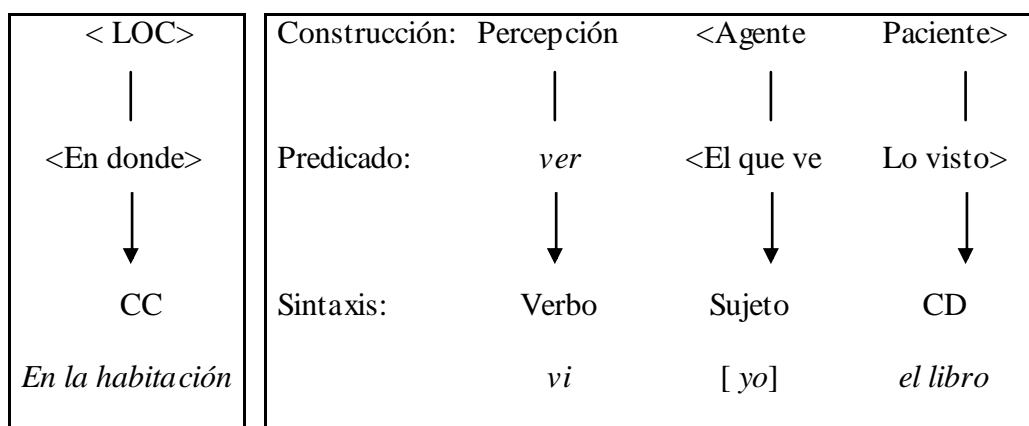 < LOC> Construcción: Percepción <Agente Paciente>
<En donde> Predicado: ver <El que ve Lo visto>
CC Sintaxis: Verbo Sujeto CD
En la habitación vi [ yo] el libro